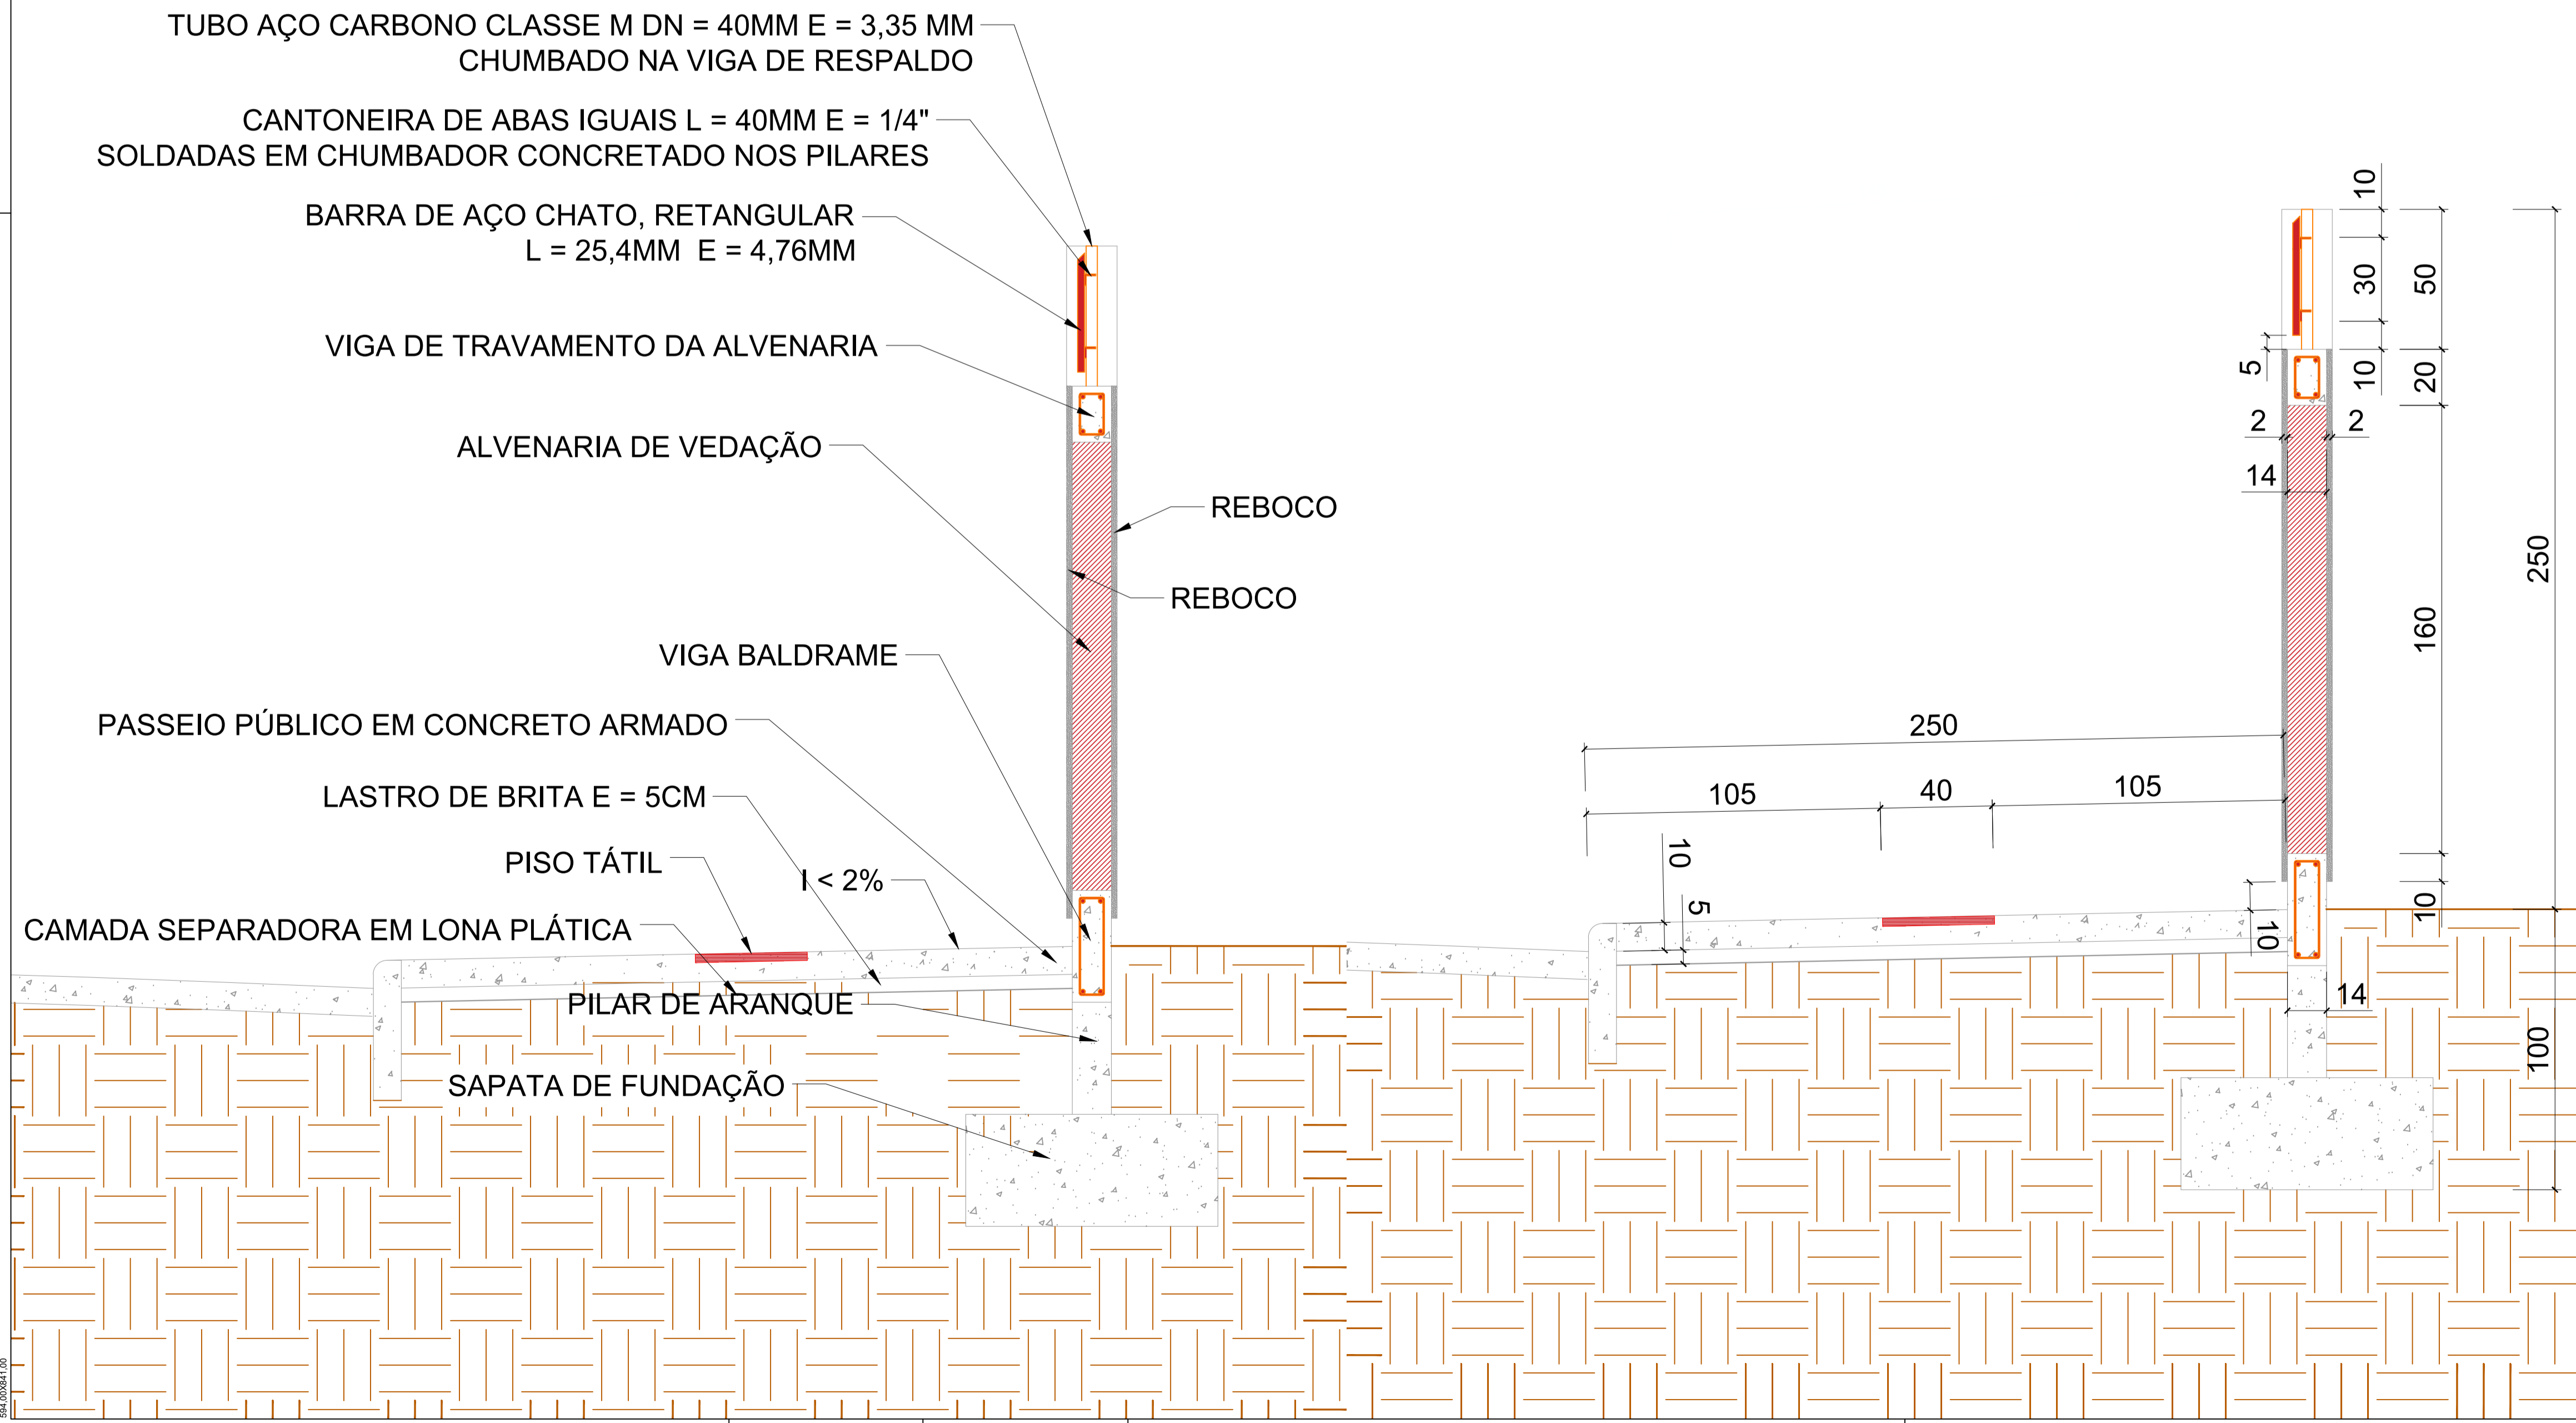 TUBO AÇO CARBONO CLASSE M DN = 40MM E = 3,35 MM
CHUMBADO NA VIGA DE RESPALDO
CANTONEIRA DE ABAS IGUAIS L = 40MM E = 1/4"
SOLDADAS EM CHUMBADOR CONCRETADO NOS PILARES
BARRA DE AÇO CHATO, RETANGULAR
L = 25,4MM E = 4,76MM
VIGA DE TRAVAMENTO DA ALVENARIA
ALVENARIA DE VEDAÇÃO
REBOCO
REBOCO
VIGA BALDRAME
PASSEIO PÚBLICO EM CONCRETO ARMADO
LASTRO DE BRITA E = 5CM
PISO TÁTIL
I < 2%
CAMADA SEPARADORA EM LONA PLÁTICA
PILAR DE ARANQUE
SAPATA DE FUNDAÇÃO
10
30
50
5
10
20
2
2
14
250
160
250
105
40
105
10
5
10
10
14
100
594,00X841,00